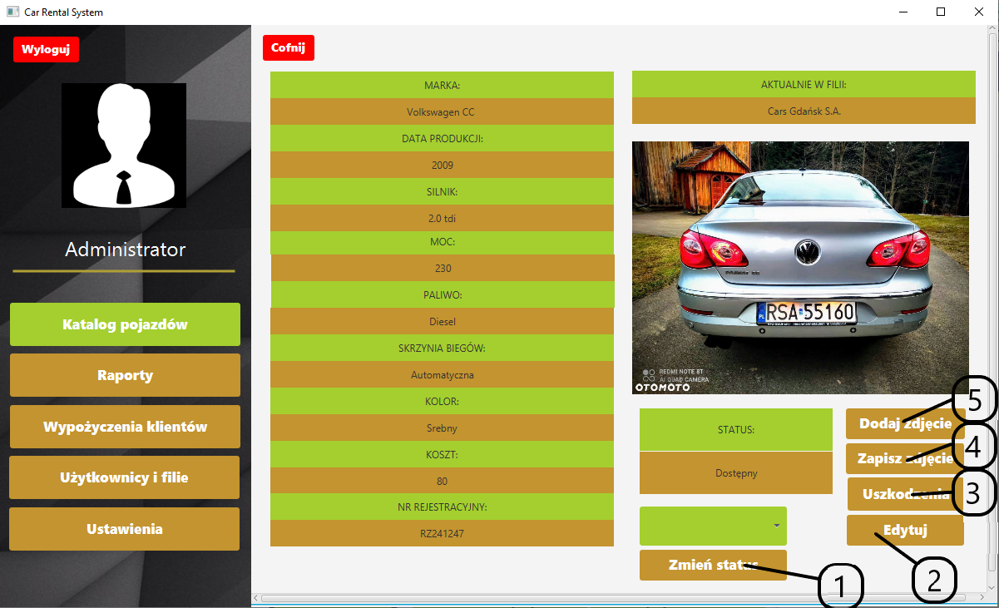 Car Rental System
Wyloguj
Administrator
Katalog pojazdów
Raporty
Wypożyczenia klientów
Użytkownicy i filie
Ustawienia
Cofnij
MARKA:
Volkswagen CC
DATA PRODUKCJI:
2009
SILNIK:
2.0 tdi
MOC:
230
PALIWO:
Diesel
SKRZYNIA BIEGÓW:
Automatyczna
KOLOR:
Srebny
KOSZT:
80
NR REJESTRACYJNY:
RZ241247
AKTUALNIE W FILII:
Cars Gdańsk S.A.
PASSAT CC
PL
RSA 55160
REDMI NOTE 8T
AI QUAD CAMERA
OTOMOTO
STATUS:
Dostępny
Zmień status
Dodaj zdjęcie
Zapisz zdjęcie
Uszkodzenia
Edytuj
5
4
3
2
1